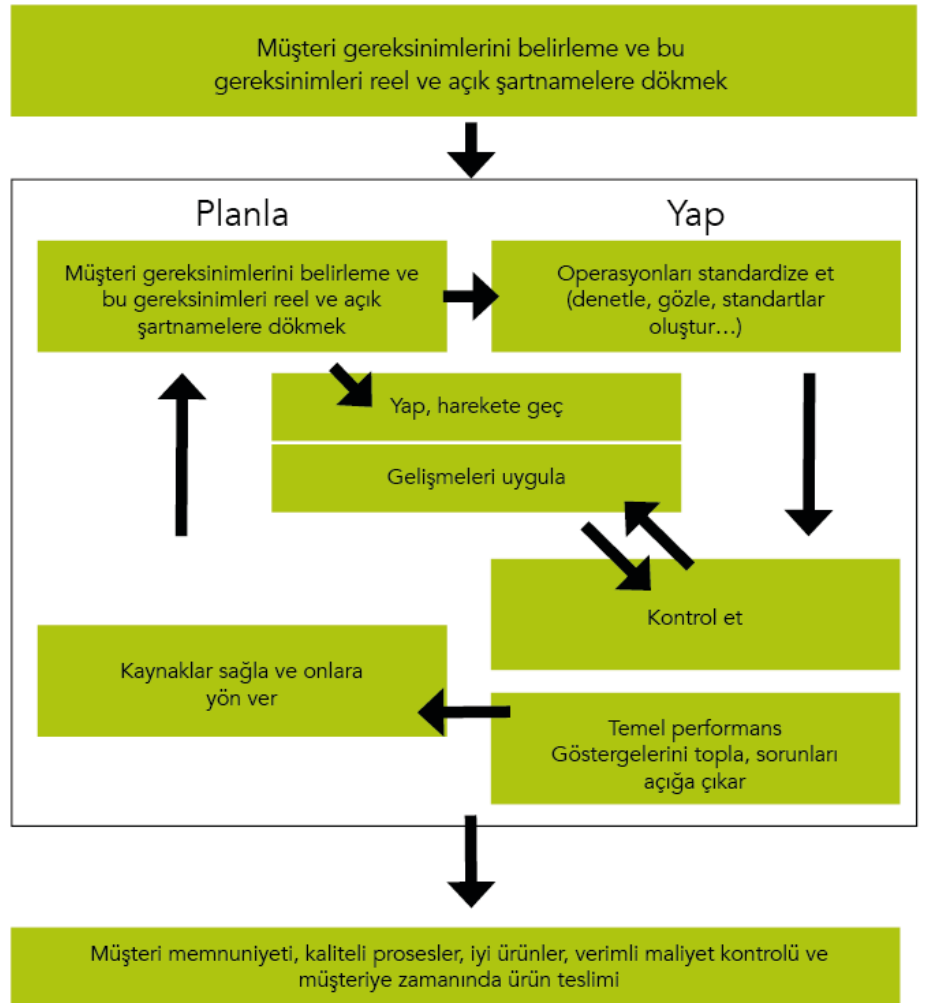 Müşteri gereksinimlerini belirleme ve bu
gereksinimleri reel ve açık şartnamelere dökmek
Planla
Yap
Müşteri gereksinimlerini belirleme ve
bu gereksinimleri reel ve açık
şartnamelere dökmek
Operasyonları standardize et
(denetle, gözle, standartlar
oluştur...)
Yap, harekete geç
Gelişmeleri uygula
Kontrol et
Kaynaklar sağla ve onlara
yön ver
Temel performans
Göstergelerini topla, sorunları
açığa çıkar
Müşteri memnuniyeti, kaliteli prosesler, iyi ürünler, verimli maliyet kontrolü ve
müşteriye zamanında ürün teslimi